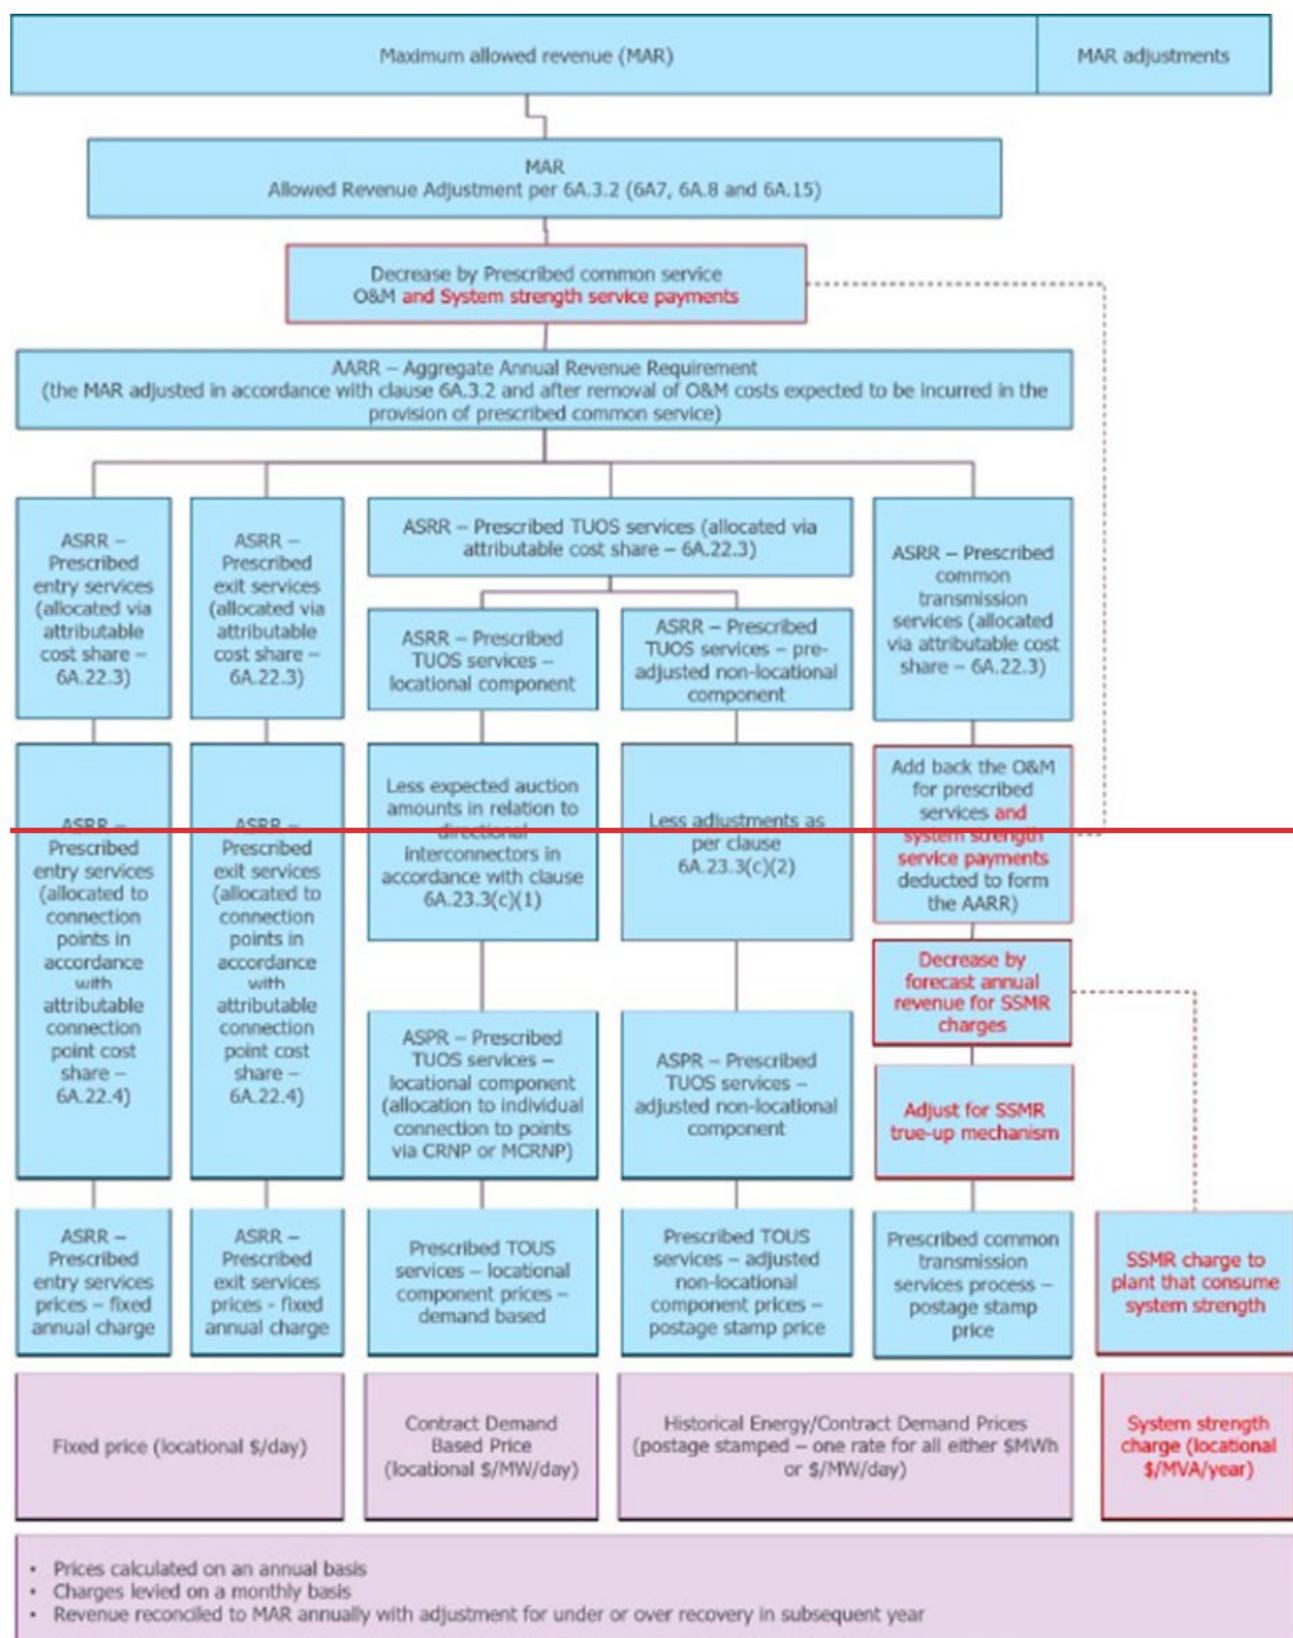 Maximum allowed revenue (MAR)
MAR adjustments
MAR
Allowed Revenue Adjustment per 6A.3.2 (6A7, 6A.8 and 6A.15)
Decrease by Prescribed common service
O&M and System strength service payments
AARR – Aggregate Annual Revenue Requirement
(the MAR adjusted in accordance with clause 6A.3.2 and after removal of O&M costs expected to be incurred in the
provision of prescribed common service)
ASRR –
Prescribed
entry services
(allocated via
attributable
cost share –
6A.22.3)
ASRR –
Prescribed
exit services
(allocated via
attributable
cost share –
6A.22.3)
ASRR – Prescribed TUOS services (allocated via
attributable cost share – 6A.22.3)
ASRR – Prescribed
TUOS services –
locational component
ASRR – Prescribed
TUOS services – pre-
adjusted non-locational
component
ASRR – Prescribed
common
transmission
services (allocated
via attributable cost
share – 6A.22.3)
ASRR –
Prescribed
entry services
(allocated to
connection
points in
accordance
with
attributable
connection
point cost
share –
6A.22.4)
ASRR –
Prescribed
exit services
(allocated to
connection
points in
accordance
with
attributable
connection
point cost
share –
6A.22.4)
Less expected auction
amounts in relation to
directional
interconnectors in
accordance with clause
6A.23.3(c)(1)
Less adjustments as
per clause
6A.23.3(c)(2)
Add back the O&M
for prescribed
services and
system strength
service payments
deducted to form
the AARR)
Decrease by
forecast annual
revenue for SSMR
charges
ASPR – Prescribed
TUOS services –
locational component
(allocation to individual
connection to points
via CRNP or MCRNP)
ASPR – Prescribed
TUOS services –
adjusted non-locational
component
Adjust for SSMR
true-up mechanism
ASRR –
Prescribed
entry services
prices – fixed
annual charge
ASRR –
Prescribed
exit services
prices - fixed
annual charge
Prescribed TOUS
services – locational
component prices –
demand based
Prescribed TOUS
services – adjusted
non-locational
component prices –
postage stamp price
Prescribed common
transmission
services process –
postage stamp
price
SSMR charge to
plant that consume
system strength
Fixed price (locational $/day)
Contract Demand
Based Price
(locational $/MW/day)
Historical Energy/Contract Demand Prices
(postage stamped – one rate for all either $MWh
or $/MW/day)
System strength
charge (locational
$/MVA/year)
• Prices calculated on an annual basis
• Charges levied on a monthly basis
• Revenue reconciled to MAR annually with adjustment for under or over recovery in subsequent year